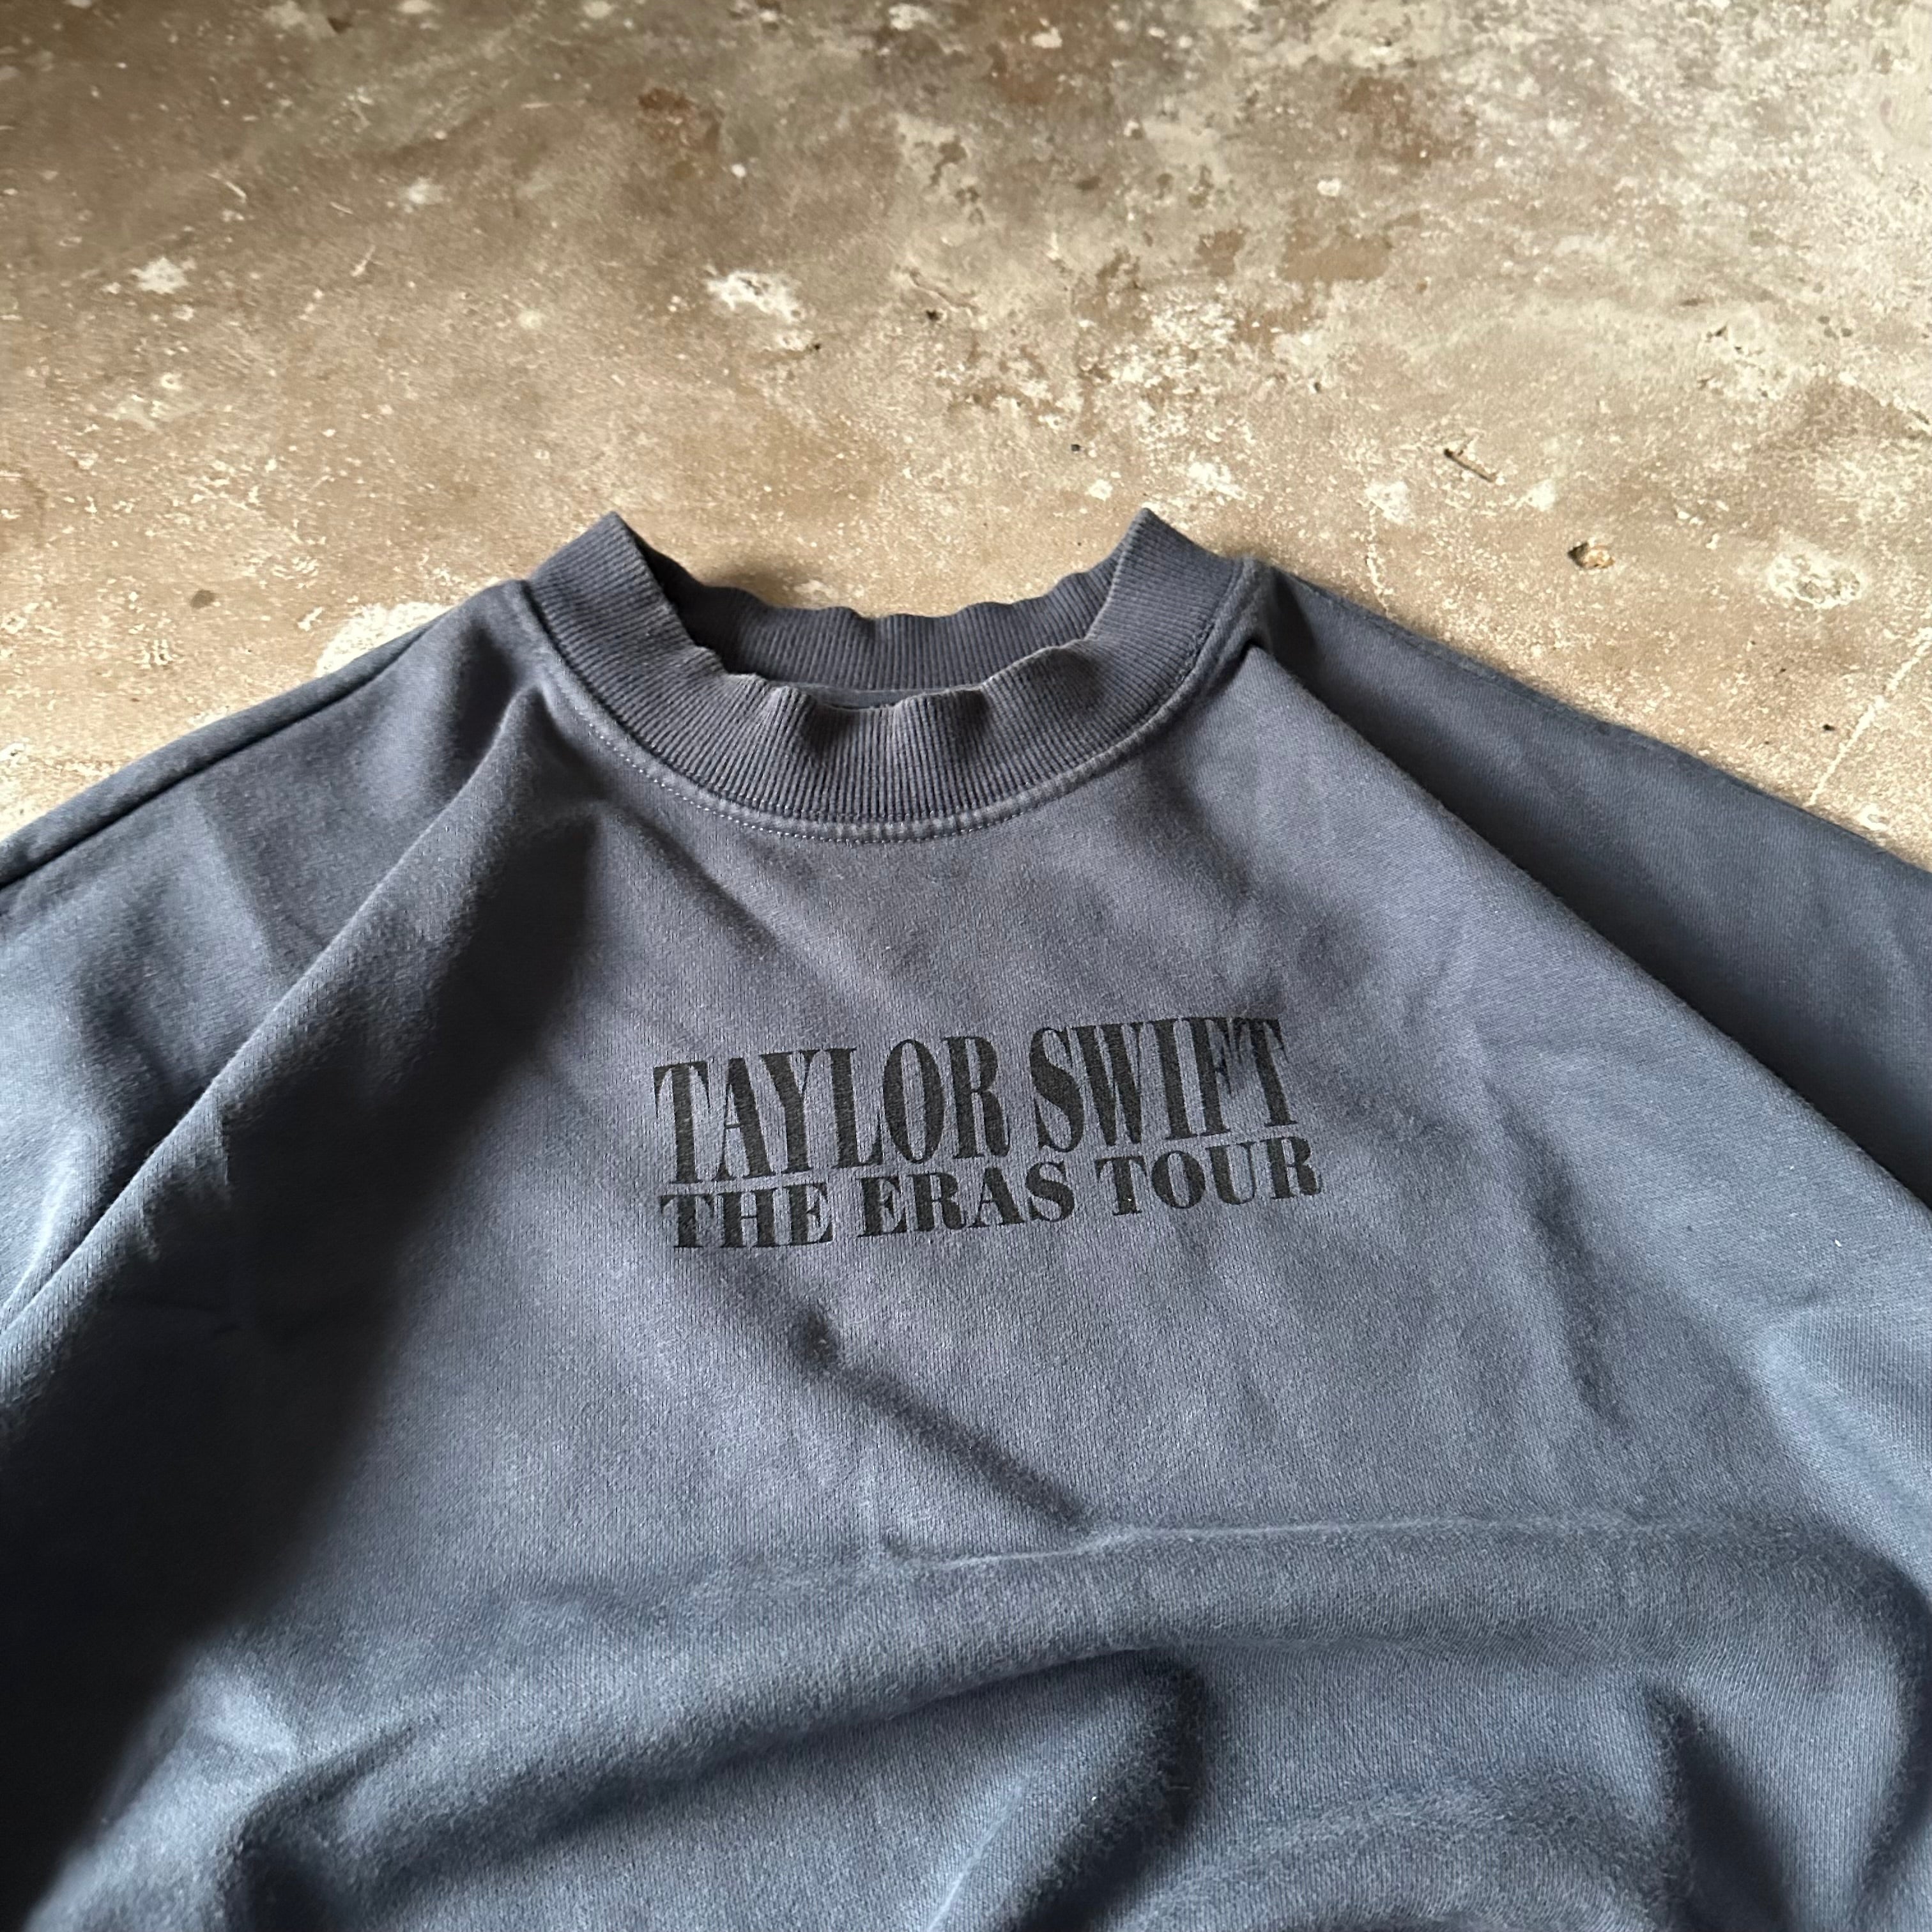 TAYLOR SWIFT
THE ERAS TOUR